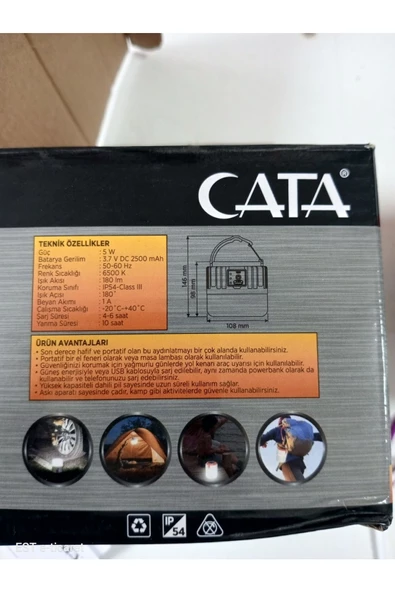 CATA®
TEKNİK ÖZELLİKLER
Güç : 5 W
Batarya Gerilim : 3.7 V DC 2500 mAh
Frekans : 50-60 Hz
Renk Sıcaklığı : 6500 K
Işık Akısı : 180 lm
Koruma Sınıfı : IP54-Class III
Işık Açısı : 180°
Beyan Akımı : 1 A
Çalışma Sıcaklığı : -20°C~+40°C
Şarj Süresi : 4-6 saat
Yanma Süresi : 10 saat
146 mm
98 mm
108 mm
ÜRÜN AVANTAJLARI
• Son derece hafif ve portatif olan bu aydınlatmayı bir çok alanda kullanabilirsiniz.
• Portatif bir el feneri olarak veya masa lambası olarak kullanılabilir.
• Güvenliğinizi korumak için yağmurlu günlerde yol kenarı araç uyarısı için kullanabilirsiniz.
• Güneş enerjisiyle veya USB kablosuyla şarj edilebilir, aynı zamanda powerbank olarak da
kullanabilir ve telefonunuzu şarj edebilirsiniz.
• Yüksek kapasiteli dahili pil sayesinde uzun süreli kullanım sağlar.
• Askı aparatı sayesinde çadır, kamp gibi aktivitelerde güvenle kullanabilirsiniz.
IP
54